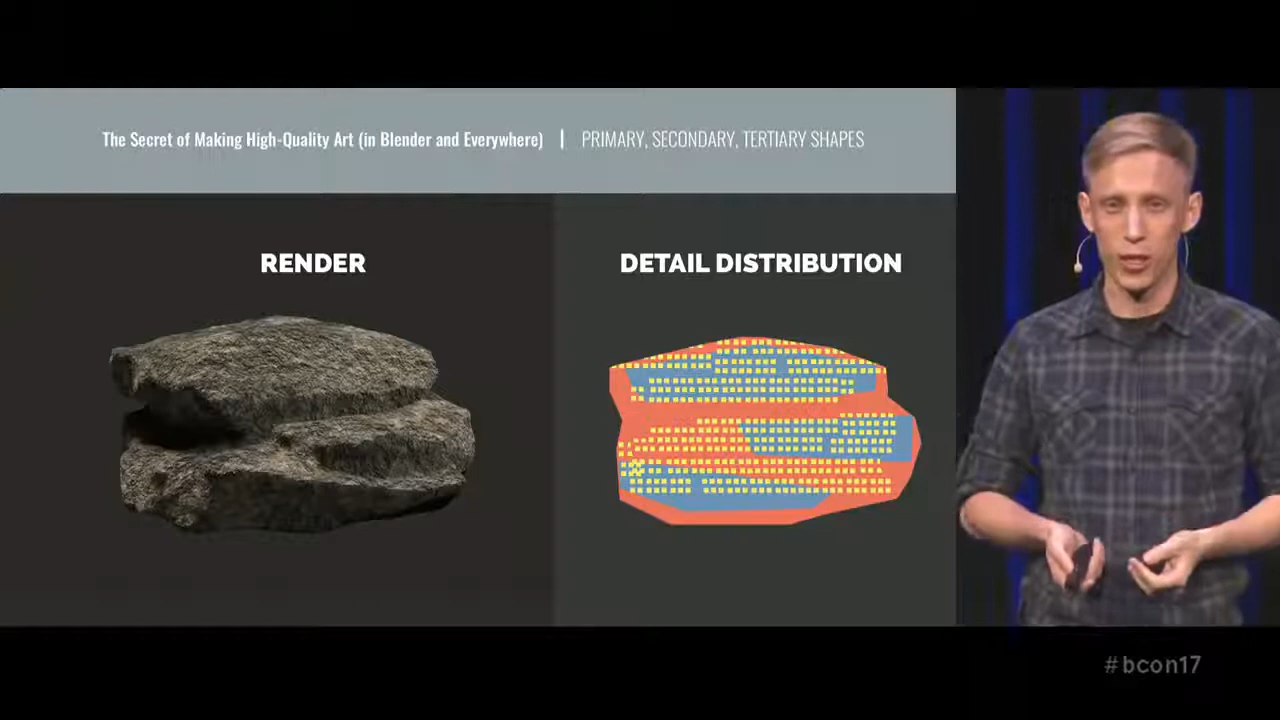 The Secret of Making High-Quality Art (in Blender and Everywhere) | PRIMARY, SECONDARY, TERTIARY SHAPES
RENDER
DETAIL DISTRIBUTION
#bcon17